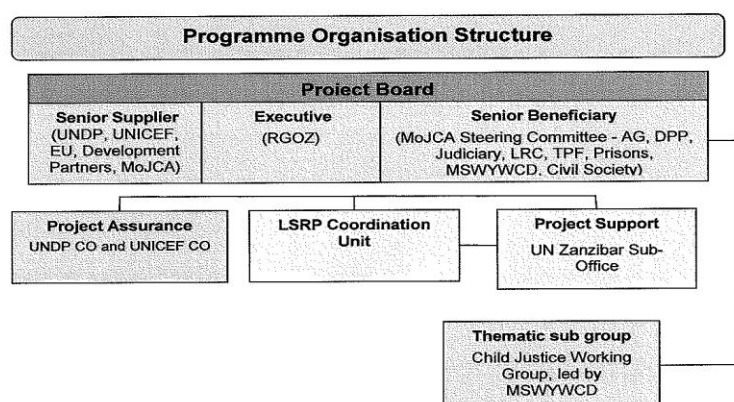 Programme Organisation Structure
Project Board
Senior Supplier
(UNDP, UNICEF,
EU, Development
Partners, MoJCA)
Executive
(RGOZ)
Senior Beneficiary
(MoJCA Steering Committee - AG, DPP,
Judiciary, LRC, TPF, Prisons,
MSWYWCD, Civil Society)
Project Assurance
UNDP CO and UNICEF CO
LSRP Coordination
Unit
Project Support
UN Zanzibar Sub-
Office
Thematic sub group
Child Justice Working
Group, led by
MSWYWCD